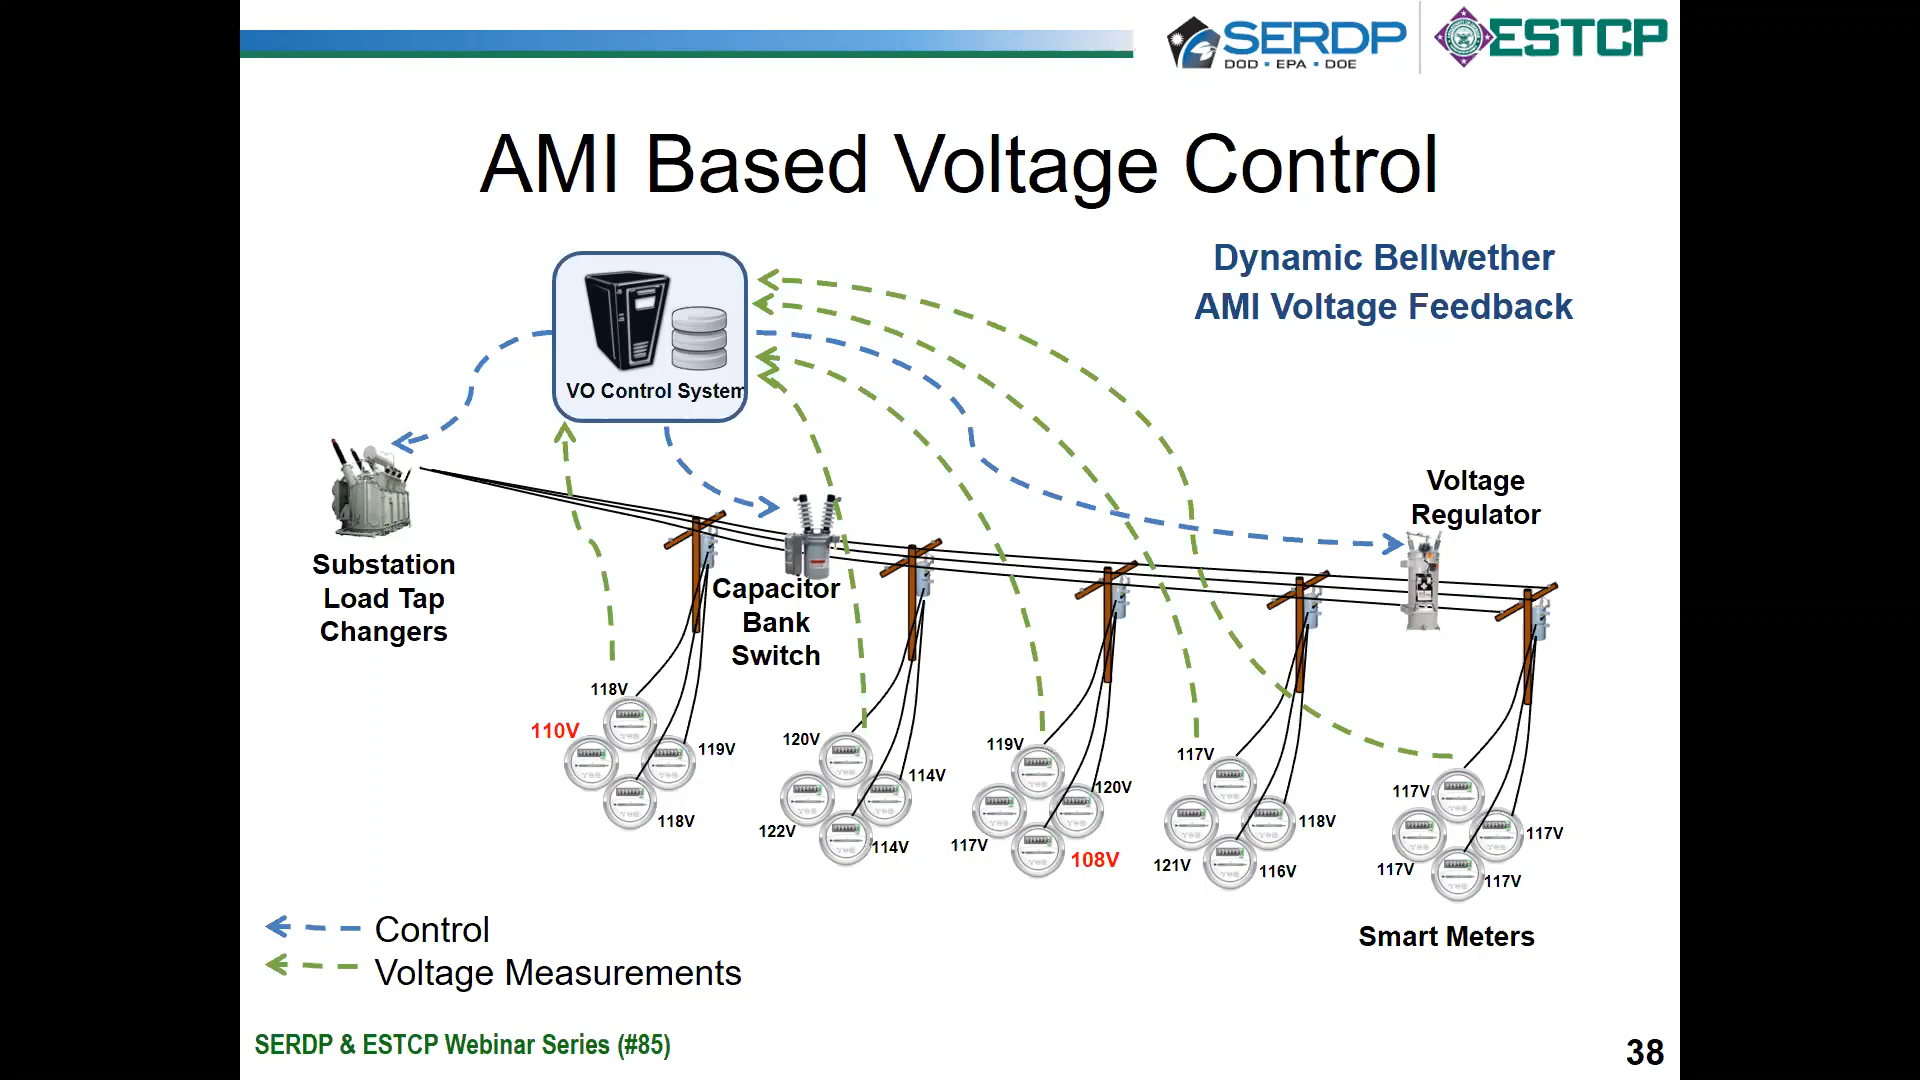 SERDP
DOD • EPA • DOE
ESTCP
AMI Based Voltage Control
Dynamic Bellwether
AMI Voltage Feedback
VO Control System
Voltage
Regulator
Substation
Load Tap
Changers
Capacitor
Bank
Switch
118V
110V
119V
118V
120V
114V
122V
114V
119V
120V
117V
108V
117V
118V
121V
116V
117V
117V
117V
117V
Smart Meters
Control
Voltage Measurements
SERDP & ESTCP Webinar Series (#85)
38